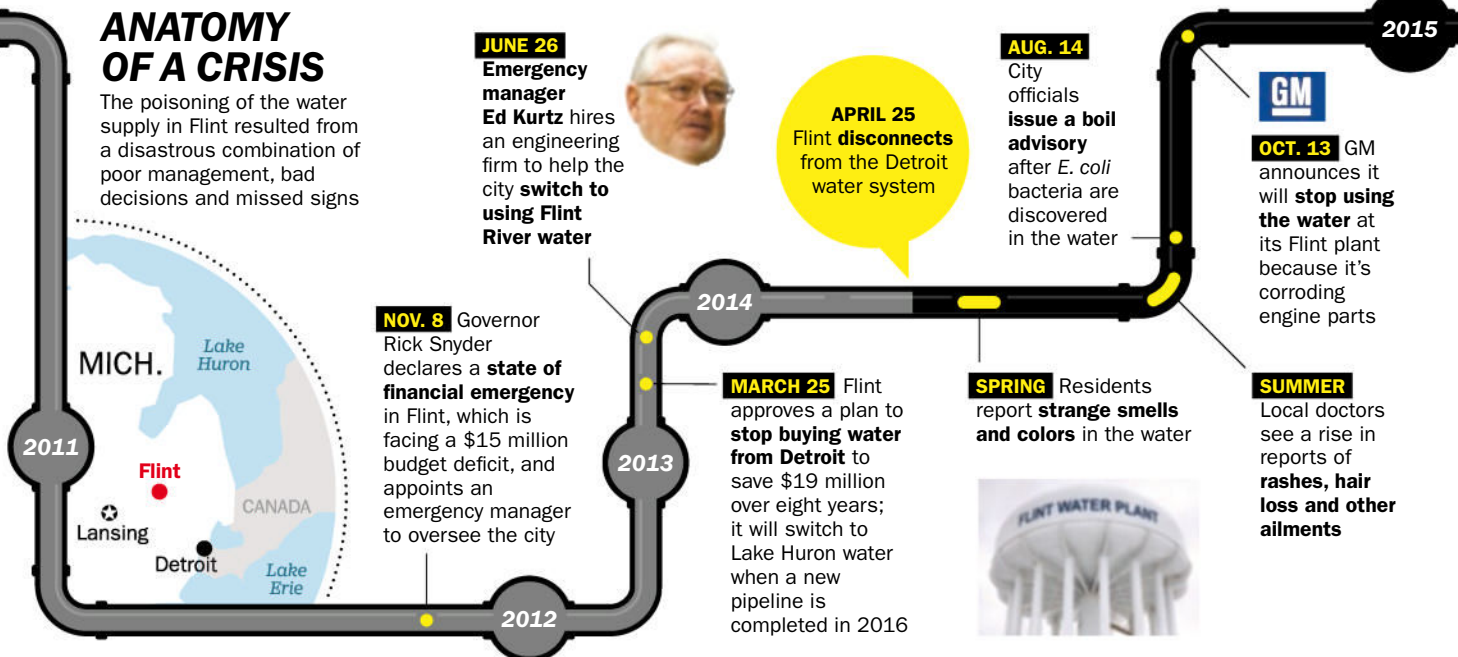 ANATOMY
OF A CRISIS
The poisoning of the water
supply in Flint resulted from
a disastrous combination of
poor management, bad
decisions and missed signs
MICH.
Lake
Huron
Flint
Lansing
Detroit
CANADA
Lake
Erie
2011
NOV. 8 Governor
Rick Snyder
declares a state of
financial emergency
in Flint, which is
facing a $15 million
budget deficit, and
appoints an
emergency manager
to oversee the city
2012
2013
MARCH 25 Flint
approves a plan to
stop buying water
from Detroit to
save $19 million
over eight years;
it will switch to
Lake Huron water
when a new
pipeline is
completed in 2016
JUNE 26
Emergency
manager
Ed Kurtz hires
an engineering
firm to help the
city switch to
using Flint
River water
2014
APRIL 25
Flint disconnects
from the Detroit
water system
SPRING Residents
report strange smells
and colors in the water
FLINT WATER PLANT
SUMMER
Local doctors
see a rise in
reports of
rashes, hair
loss and other
ailments
AUG. 14
City
officials
issue a boil
advisory
after E. coli
bacteria are
discovered
in the water
GM
OCT. 13 GM
announces it
will stop using
the water at
its Flint plant
because it's
corroding
engine parts
2015